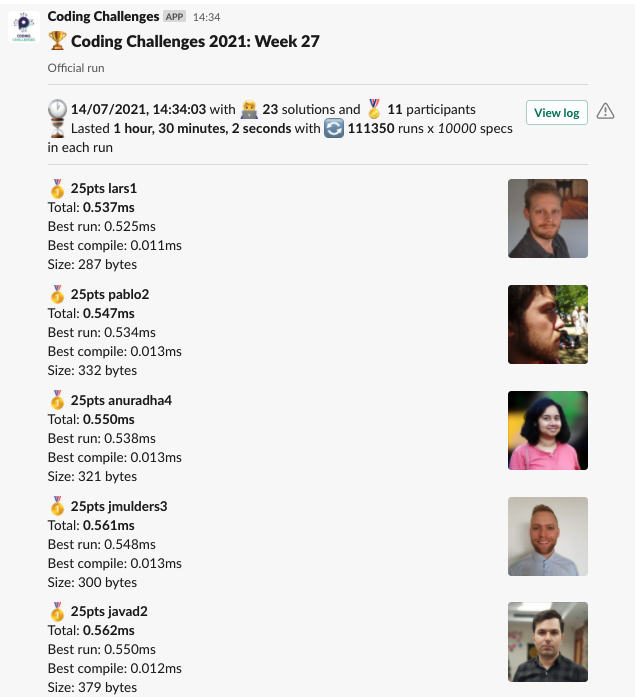 Coding Challenges APP 14:34
Coding Challenges 2021: Week 27
Official run
14/07/2021, 14:34:03 with 23 solutions and 11 participants
View log
Lasted 1 hour, 30 minutes, 2 seconds with 111350 runs x 10000 specs
in each run
25pts lars1
Total: 0.537ms
Best run: 0.525ms
Best compile: 0.011ms
Size: 287 bytes
25pts pablo2
Total: 0.547ms
Best run: 0.534ms
Best compile: 0.013ms
Size: 332 bytes
25pts anuradha4
Total: 0.550ms
Best run: 0.538ms
Best compile: 0.013ms
Size: 321 bytes
25pts jmulders3
Total: 0.561ms
Best run: 0.548ms
Best compile: 0.013ms
Size: 300 bytes
25pts javad2
Total: 0.562ms
Best run: 0.550ms
Best compile: 0.012ms
Size: 379 bytes